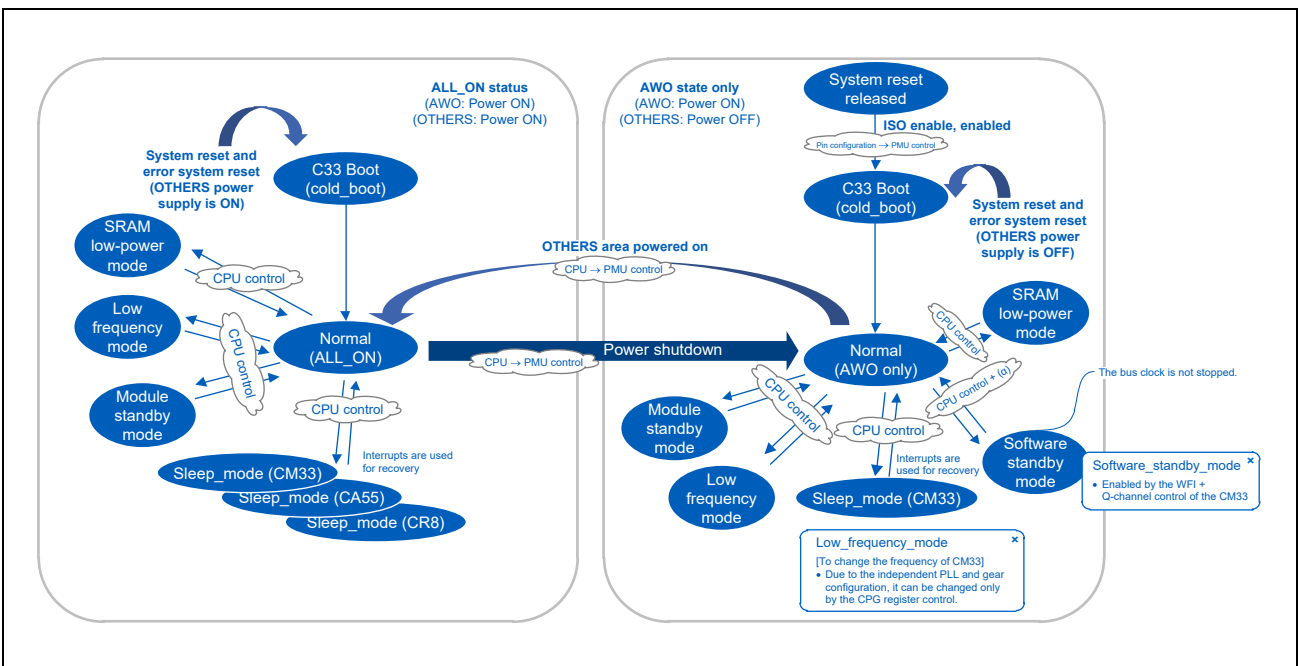 ALL_ON status
(AWO: Power ON)
(OTHERS: Power ON)
System reset and
error system reset
(OTHERS power
supply is ON)
C33 Boot
(cold_boot)
SRAM
low-power
mode
CPU control
Low
frequency
mode
CPU control
Normal
(ALL_ON)
Module
standby
mode
CPU control
Interrupts are used
for recovery
Sleep_mode (CM33)
Sleep_mode (CA55)
Sleep_mode (CR8)
OTHERS area powered on
CPU → PMU control
Power shutdown
CPU → PMU control
AWO state only
(AWO: Power ON)
(OTHERS: Power OFF)
System reset
released
ISO enable, enabled
Pin configuration → PMU control
C33 Boot
(cold_boot)
System reset and
error system reset
(OTHERS power
supply is OFF)
SRAM
low-power
mode
CPU control
Normal
(AWO only)
CPU control + (α)
The bus clock is not stopped.
CPU control
Module
standby
mode
CPU control
Software
standby
mode
Interrupts are
used for recovery
Low
frequency
mode
Sleep_mode (CM33)
Software_standby_mode ×
• Enabled by the WFI +
Q-channel control of the CM33
Low_frequency_mode ×
[To change the frequency of CM33]
• Due to the independent PLL and gear
configuration, it can be changed only
by the CPG register control.